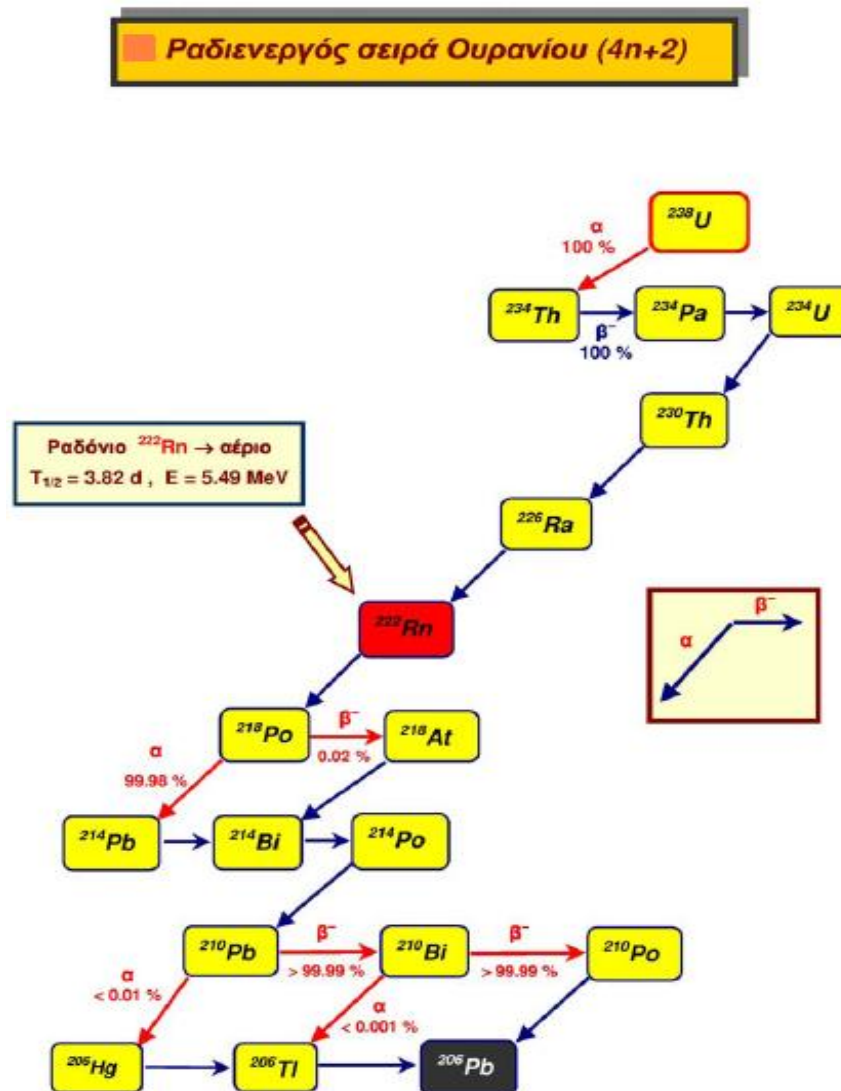 Ραδιενεργός σειρά Ουρανίου (4n+2)
²³⁸U
α
100 %
²³⁴Th
β⁻
100 %
²³⁴Pa
²³⁴U
²³⁰Th
Ραδόνιο ²²²Rn → αέριο
T₁/₂ = 3.82 d , E = 5.49 MeV
²²⁶Ra
²²²Rn
β⁻
α
²¹⁸Po
β⁻
0.02 %
²¹⁸At
α
99.98 %
²¹⁴Pb
²¹⁴Bi
²¹⁴Po
²¹⁰Pb
β⁻
> 99.99 %
²¹⁰Bi
β⁻
> 99.99 %
²¹⁰Po
α
< 0.01 %
α
< 0.001 %
²⁰⁶Hg
²⁰⁶Tl
²⁰⁶Pb